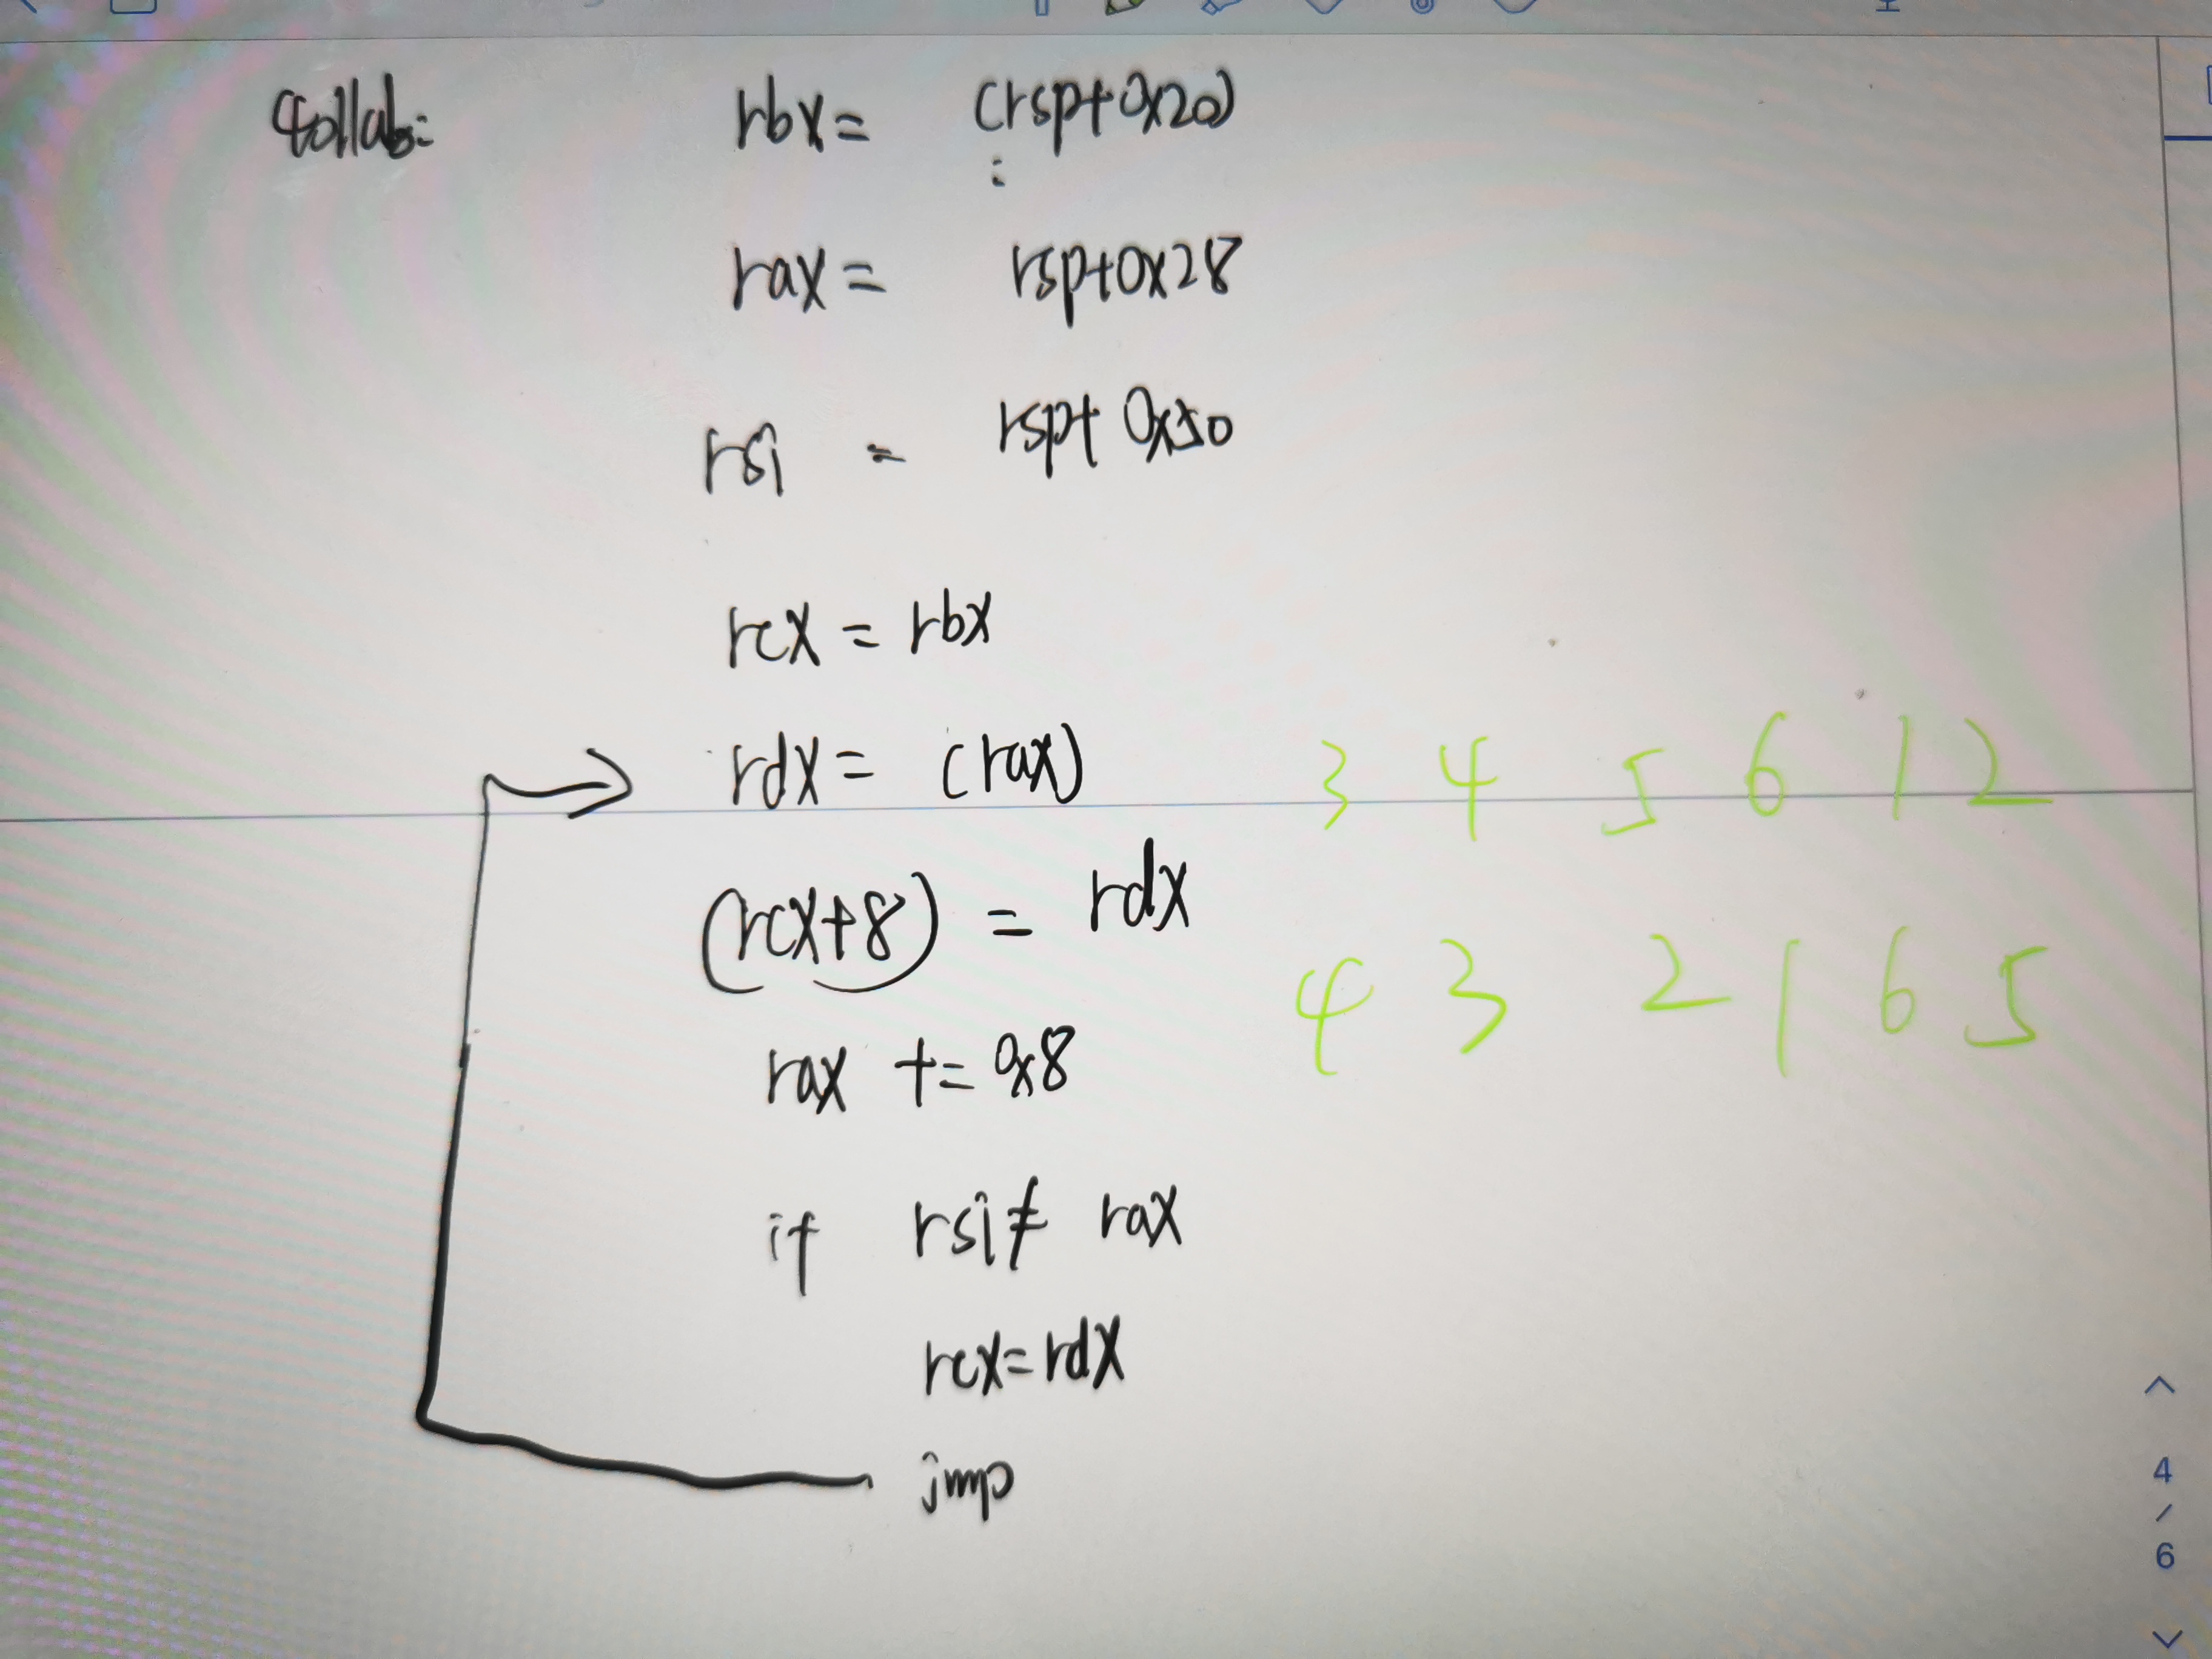 rbx = (rsp+0x20)
rax = rsp+0x28
rsi = rsp+ 0x50
rcx = rbx
rdx = (rax) 3 4 5 6 1 2
(rcx+8) = rdx
4 3 2 1 6 5
rax += 0x8
if rsi≠ rax
rcx=rdx
jmp
4
/
6